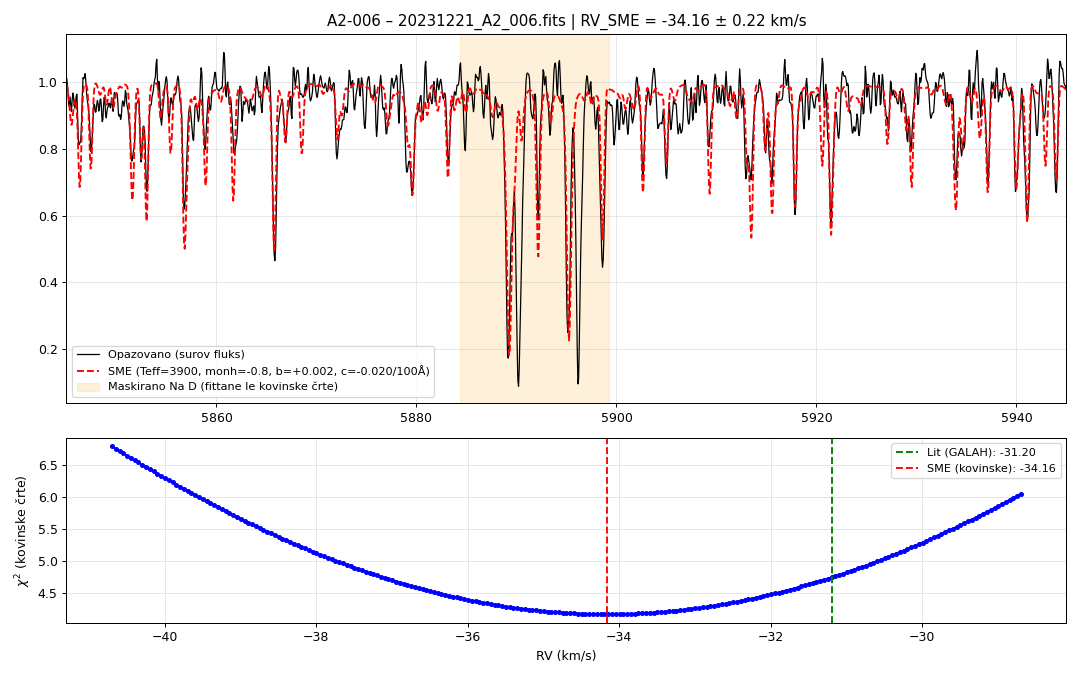 A2-006 – 20231221_A2_006.fits | RV_SME = -34.16 ± 0.22 km/s
1.0
0.8
0.6
0.4
0.2
Opazovano (surov fluks)
SME (Teff=3900, monh=-0.8, b=+0.002, c=-0.020/100Å)
Maskirano Na D (fittane le kovinske črte)
5860 5880 5900 5920 5940
6.5
6.0
5.5
5.0
4.5
χ² (kovinske črte)
Lit (GALAH): -31.20
SME (kovinske): -34.16
−40 −38 −36 −34 −32 −30
RV (km/s)